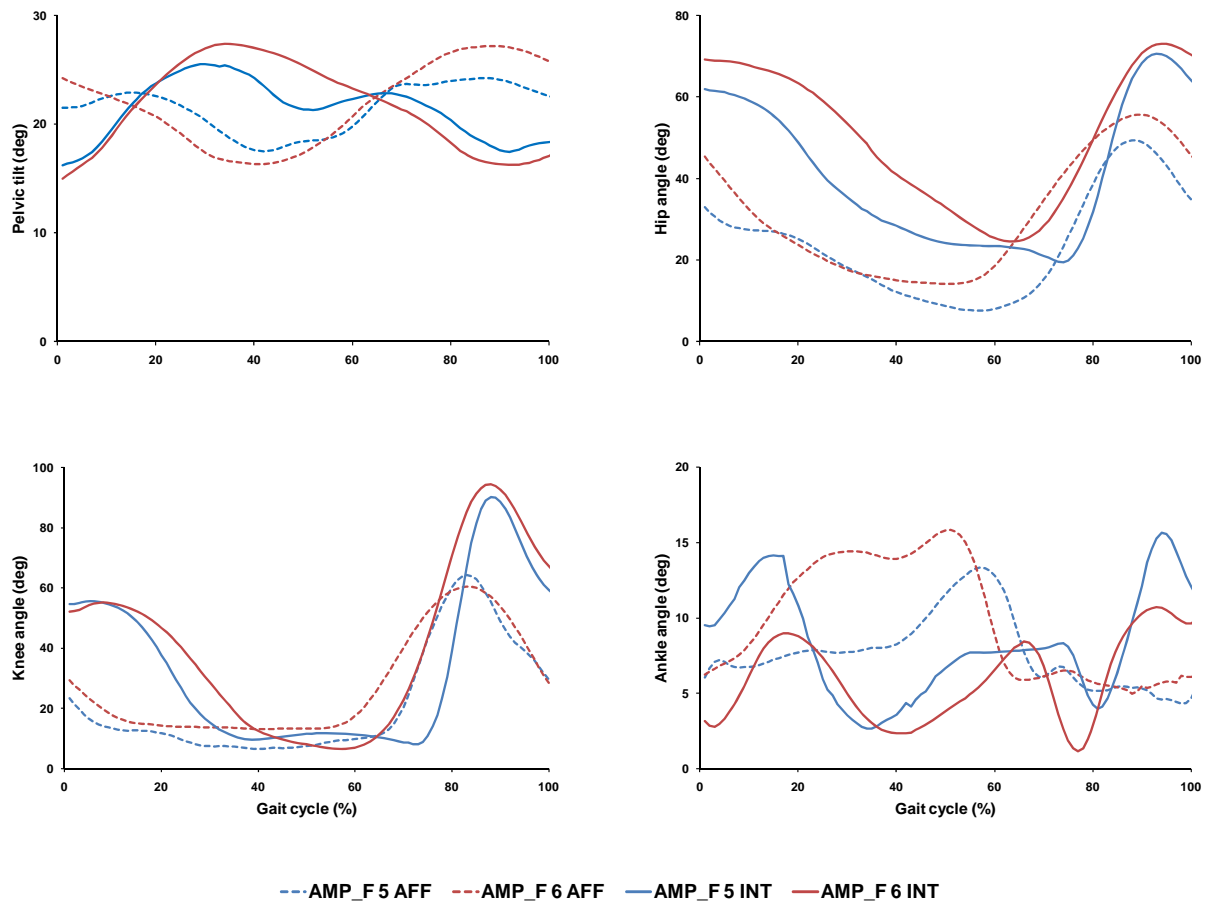 30
20
10
0
Pelvic tilt (deg)
0 20 40 60 80 100
80
60
40
20
0
Hip angle (deg)
0 20 40 60 80 100
100
80
60
40
20
0
Knee angle (deg)
0 20 40 60 80 100
Gait cycle (%)
20
15
10
5
0
Ankle angle (deg)
0 20 40 60 80 100
Gait cycle (%)
AMP_F 5 AFF AMP_F 6 AFF AMP_F 5 INT AMP_F 6 INT